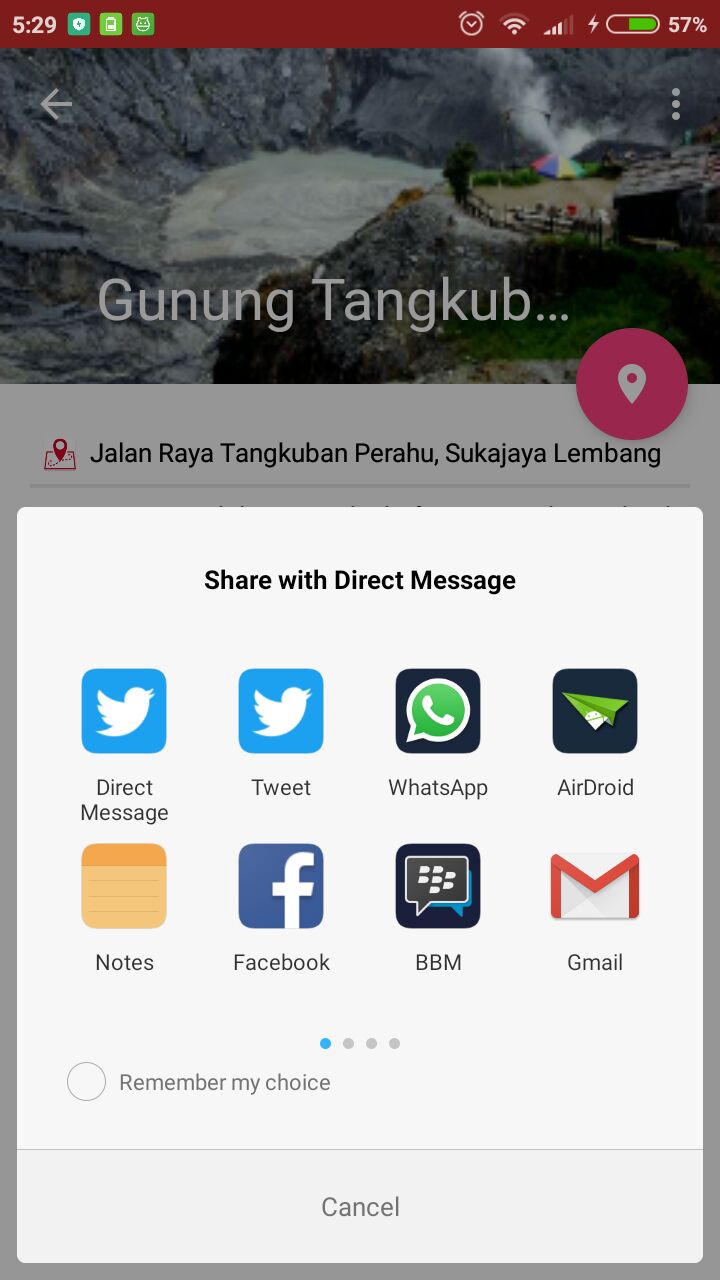 5:29
57%
Gunung Tangkub...
Jalan Raya Tangkuban Perahu, Sukajaya Lembang
Share with Direct Message
Direct Message
Tweet
WhatsApp
AirDroid
Notes
Facebook
BBM
Gmail
Remember my choice
Cancel